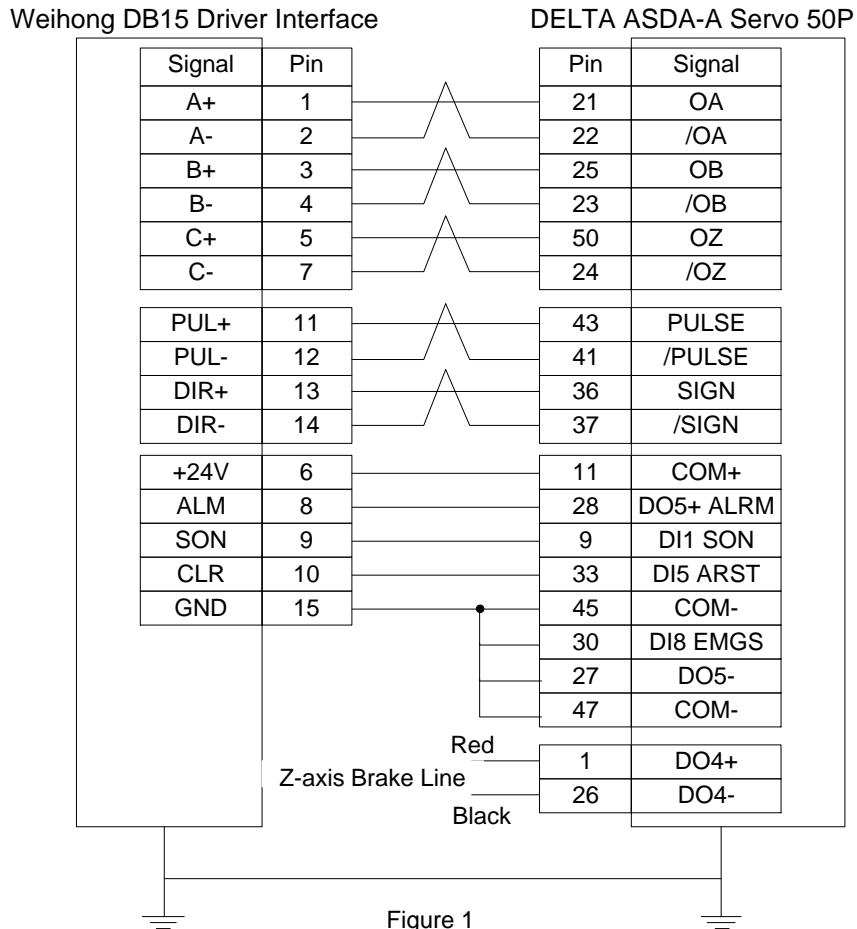 Weihong DB15 Driver Interface DELTA ASDA-A Servo 50P
Signal Pin Pin Signal
A+ 1 21 OA
A- 2 22 /OA
B+ 3 25 OB
B- 4 23 /OB
C+ 5 50 OZ
C- 7 24 /OZ
PUL+ 11 43 PULSE
PUL- 12 41 /PULSE
DIR+ 13 36 SIGN
DIR- 14 37 /SIGN
+24V 6 11 COM+
ALM 8 28 DO5+ ALRM
SON 9 9 DI1 SON
CLR 10 33 DI5 ARST
GND 15 45 COM-
30 DI8 EMGS
27 DO5-
47 COM-
Red
1 DO4+
Z-axis Brake Line
26 DO4-
Black
Figure 1